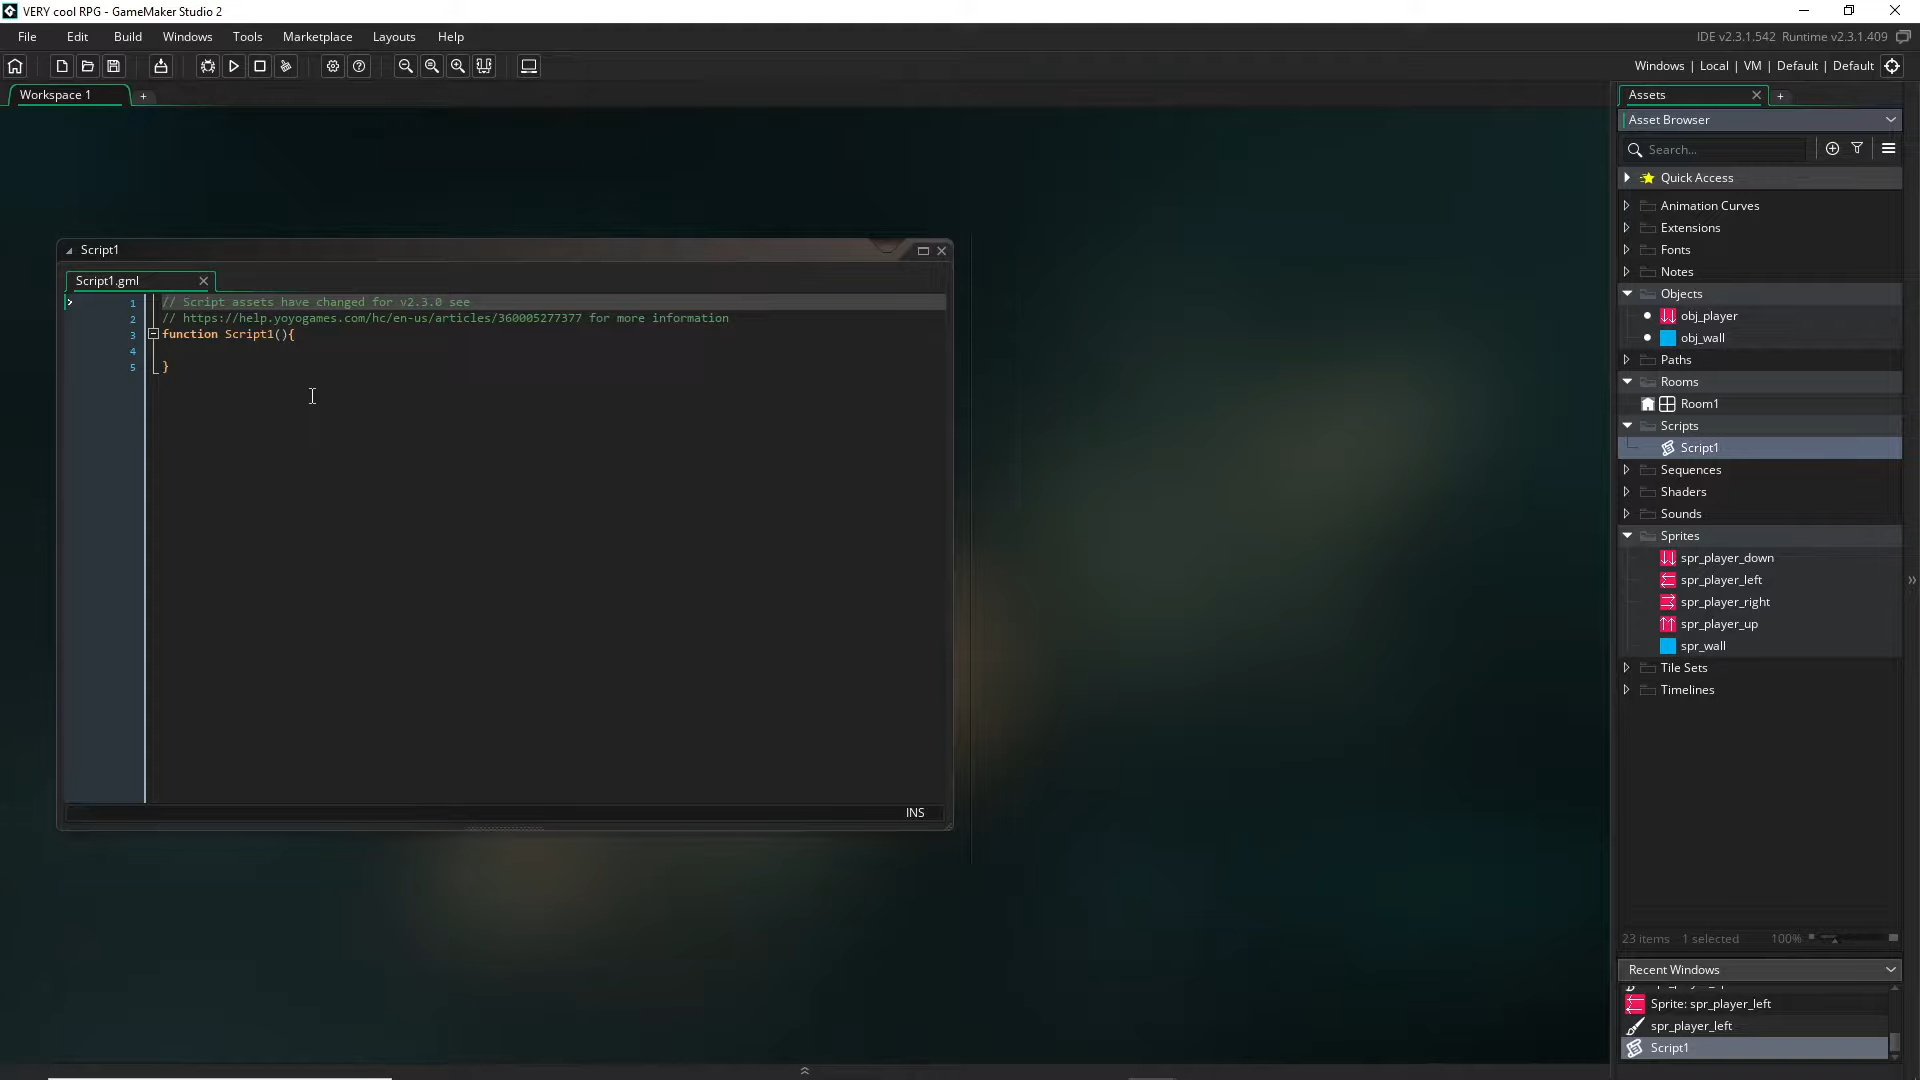 VERY cool RPG - GameMaker Studio 2
File Edit Build Windows Tools Marketplace Layouts Help
IDE v2.3.1.542 Runtime v2.3.1.409
Windows | Local | VM | Default | Default
Workspace 1 +
Script1
Script1.gml
1 // Script assets have changed for v2.3.0 see
2 // https://help.yoyogames.com/hc/en-us/articles/360005277377 for more information
3 function Script1(){
4
5 }
INS
Assets +
Asset Browser
Search...
Quick Access
Animation Curves
Extensions
Fonts
Notes
Objects
obj_player
obj_wall
Paths
Rooms
Room1
Scripts
Script1
Sequences
Shaders
Sounds
Sprites
spr_player_down
spr_player_left
spr_player_right
spr_player_up
spr_wall
Tile Sets
Timelines
23 items 1 selected 100%
Recent Windows
Sprite: spr_player_left
spr_player_left
Script1